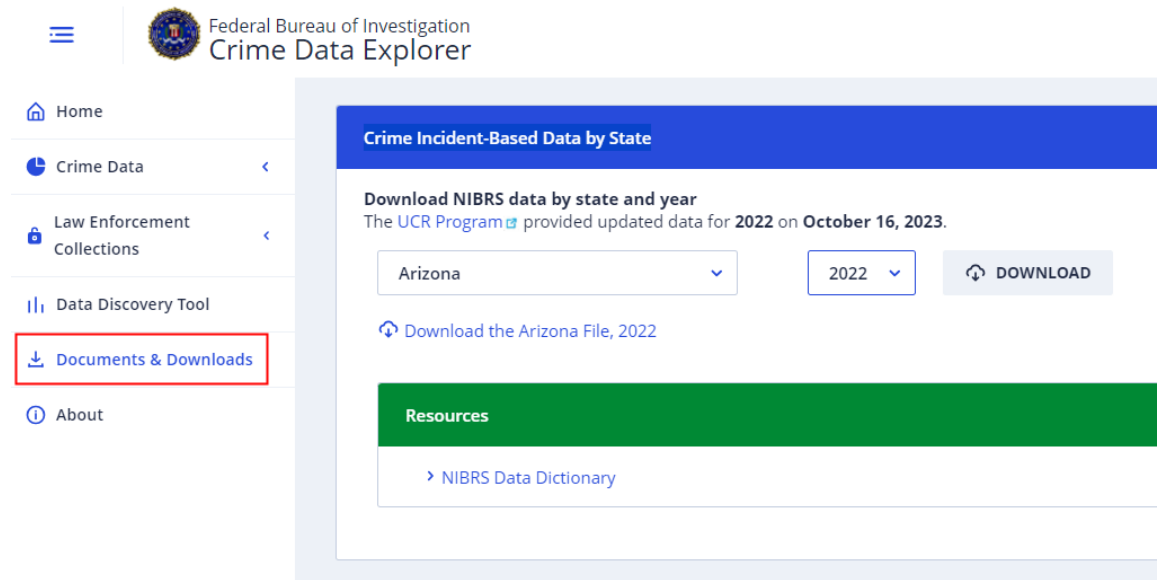 Federal Bureau of Investigation
Crime Data Explorer
Home
Crime Data
Law Enforcement
Collections
Data Discovery Tool
Documents & Downloads
About
Crime Incident-Based Data by State
Download NIBRS data by state and year
The UCR Program provided updated data for 2022 on October 16, 2023.
Arizona 2022 DOWNLOAD
Download the Arizona File, 2022
Resources
NIBRS Data Dictionary